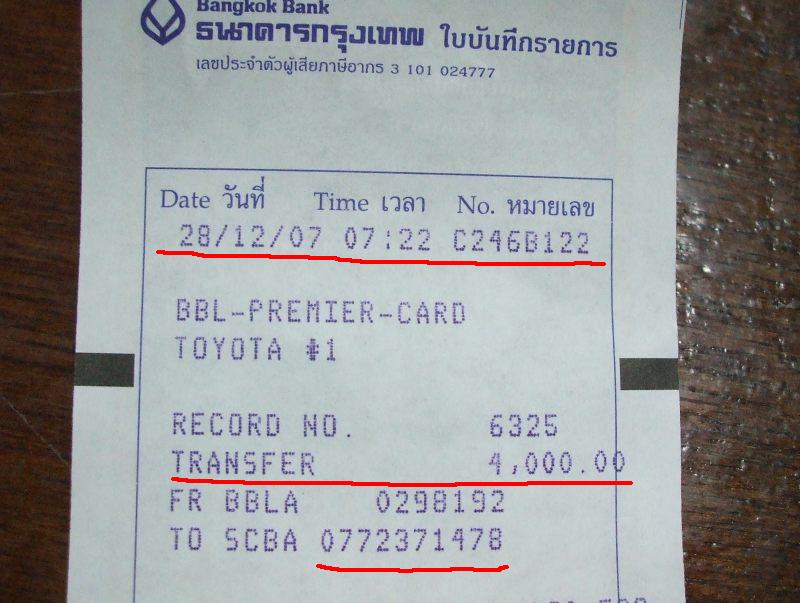 Bangkok Bank
ธนาคารกรุงเทพ ใบบันทึกรายการ
เลขประจำตัวผู้เสียภาษีอากร 3 101 024777
Date วันที่ Time เวลา No. หมายเลข
28/12/07 07:22 C246B122
BBL-PREMIER-CARD
TOYOTA #1
RECORD NO. 6325
TRANSFER 4,000.00
FR BBLA 0298192
TO SCBA 0772371478